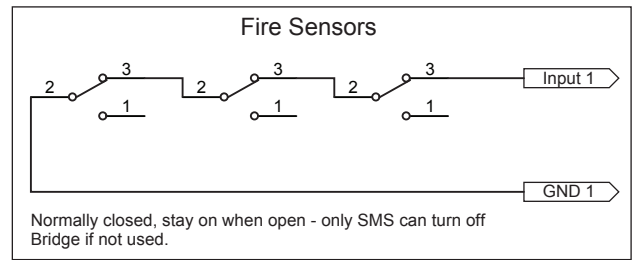 Fire Sensors
2 3 2 3 2 3 Input 1
1 1 1
GND 1
Normally closed, stay on when open - only SMS can turn off
Bridge if not used.